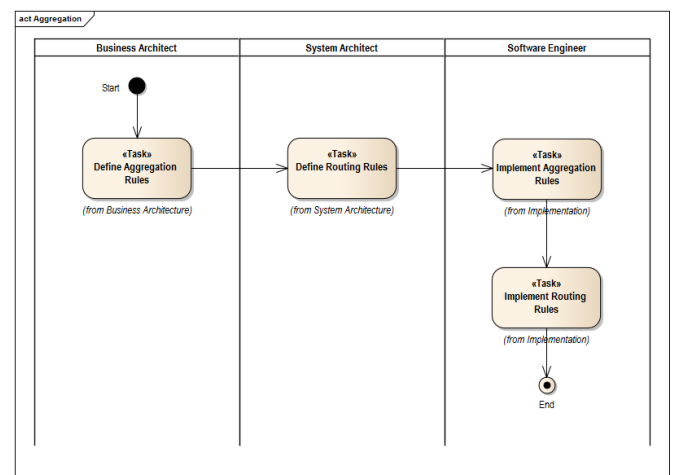 act Aggregation
Business Architect
System Architect
Software Engineer
Start
«Task»
Define Aggregation
Rules
(from Business Architecture)
«Task»
Define Routing Rules
(from System Architecture)
«Task»
Implement Aggregation
Rules
(from Implementation)
«Task»
Implement Routing
Rules
(from Implementation)
End